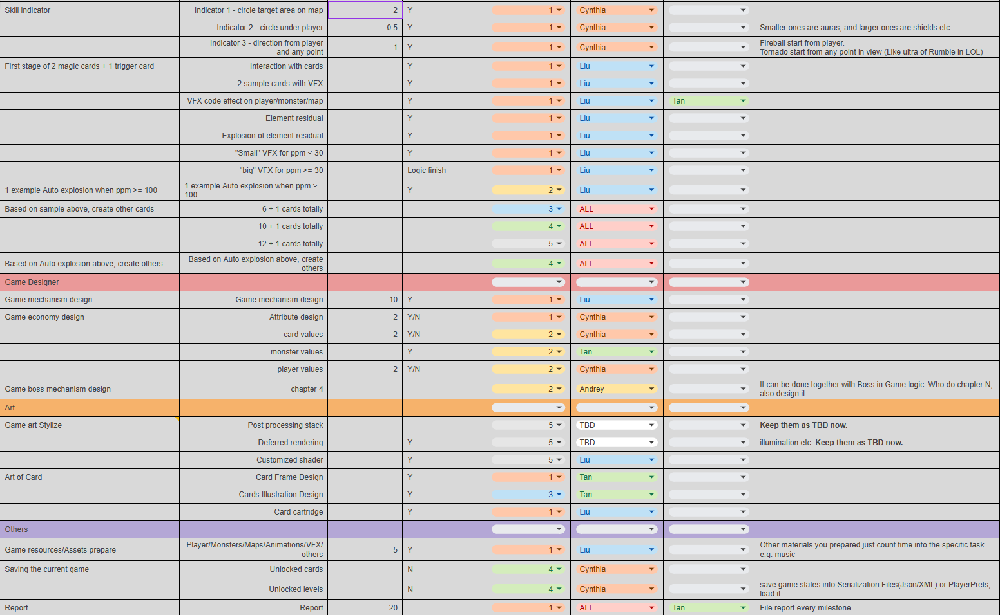 Skill indicator Indicator 1 - circle target area on map 2 Y 1 Cynthia
Indicator 2 - circle under player 0.5 Y 1 Cynthia Smaller ones are auras, and larger ones are shields etc.
Indicator 3 - direction from player
and any point 1 Y 1 Cynthia Fireball start from player.
Tornado start from any point in view (Like ultra of Rumble in LOL)
First stage of 2 magic cards + 1 trigger card Interaction with cards Y 1 Liu
2 sample cards with VFX Y 1 Liu
VFX code effect on player/monster/map Y 1 Liu Tan
Element residual Y 1 Liu
Explosion of element residual Y 1 Liu
"Small" VFX for ppm < 30 Y 1 Liu
"big" VFX for ppm >= 30 Logic finish 1 Liu
1 example Auto explosion when ppm >= 100 1 example Auto explosion when ppm >=
100 Y 2 Liu
Based on sample above, create other cards 6 + 1 cards totally 3 ALL
10 + 1 cards totally 4 ALL
12 + 1 cards totally 5 ALL
Based on Auto explosion above, create others Based on Auto explosion above, create
others 4 ALL
Game Designer
Game mechanism design Game mechanism design 10 Y 1 Liu
Game economy design Attribute design 2 Y/N 1 Cynthia
card values 2 Y/N 2 Cynthia
monster values Y 2 Tan
player values 2 Y/N 2 Cynthia
Game boss mechanism design chapter 4 2 Andrey It can be done together with Boss in Game logic. Who do chapter N,
also design it.
Art
Game art Stylize Post processing stack 5 TBD Keep them as TBD now.
Deferred rendering Y 5 TBD illumination etc. Keep them as TBD now.
Customized shader Y 5 Liu
Art of Card Card Frame Design Y 1 Tan
Cards Illustration Design Y 3 Tan
Card cartridge Y 1 Liu
Others
Game resources/Assets prepare Player/Monsters/Maps/Animations/VFX/
others 5 Y 1 Liu Other materials you prepared just count time into the specific task.
e.g. music
Saving the current game Unlocked cards N 4 Cynthia
Unlocked levels N 4 Cynthia save game states into Serialization Files(Json/XML) or PlayerPrefs,
load it.
Report Report 20 1 ALL Tan File report every milestone